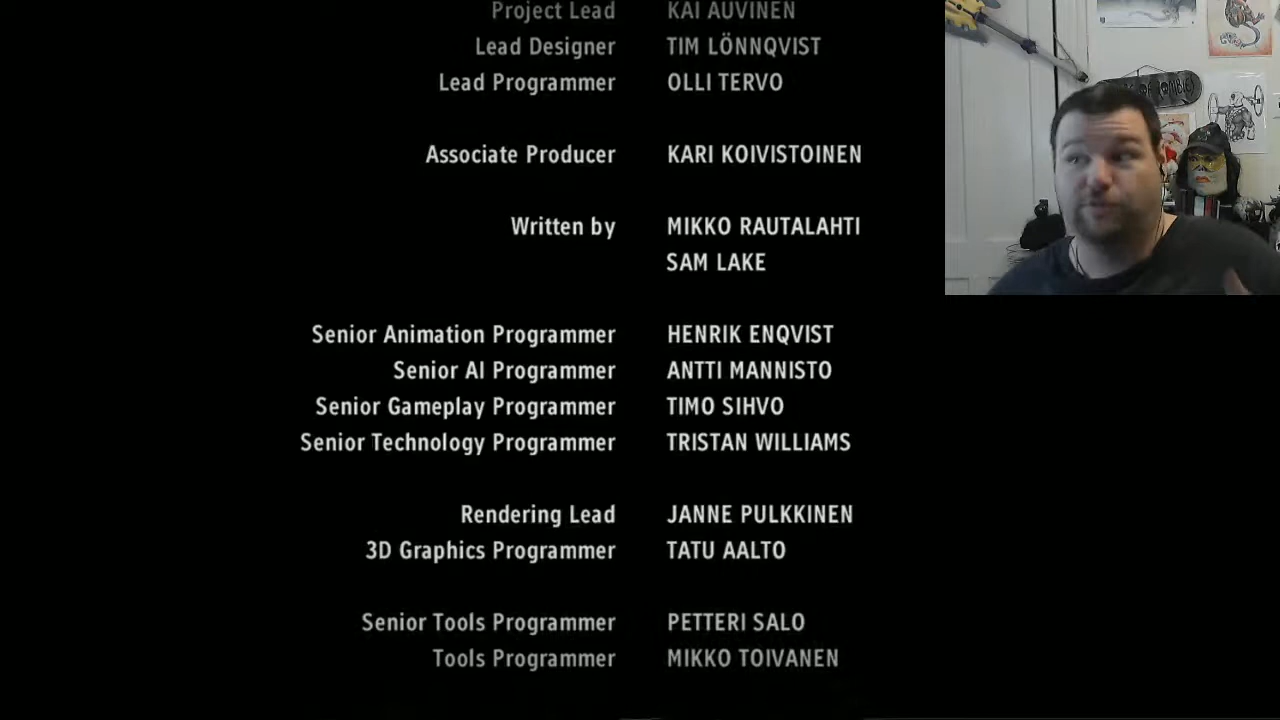 Project Lead KAI AUVINEN
Lead Designer TIM LÖNNQVIST
Lead Programmer OLLI TERVO
Associate Producer KARI KOIVISTOINEN
Written by MIKKO RAUTALAHTI
SAM LAKE
Senior Animation Programmer HENRIK ENQVIST
Senior AI Programmer ANTTI MANNISTO
Senior Gameplay Programmer TIMO SIHVO
Senior Technology Programmer TRISTAN WILLIAMS
Rendering Lead JANNE PULKKINEN
3D Graphics Programmer TATU AALTO
Senior Tools Programmer PETTERI SALO
Tools Programmer MIKKO TOIVANEN